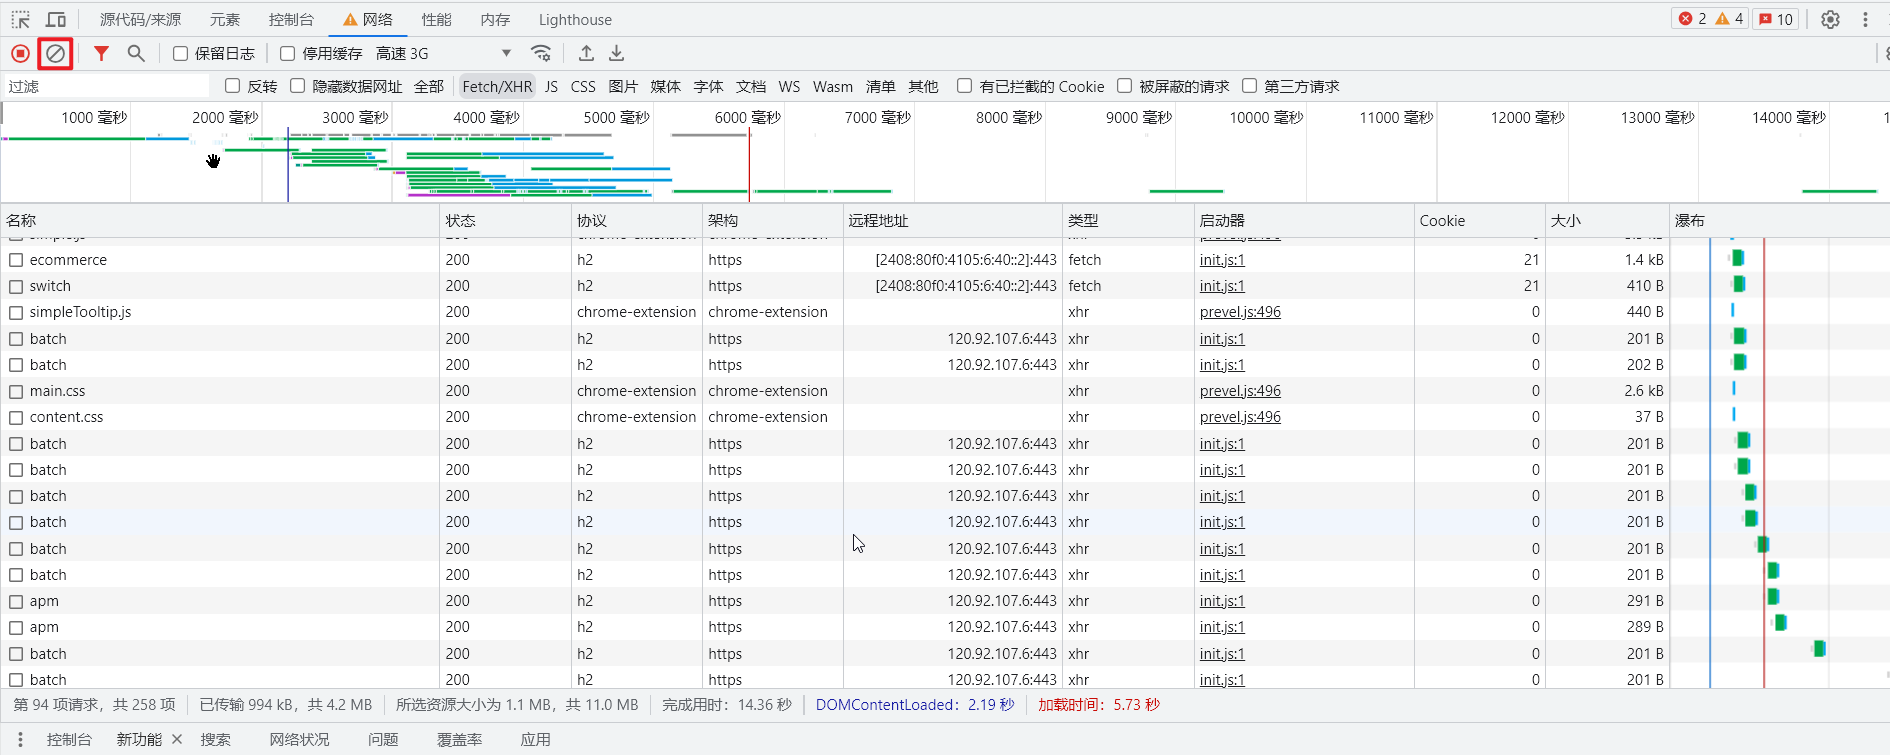 源代码/来源 元素 控制台 网络 性能 内存 Lighthouse 2 4 10
保留日志 停用缓存 高速 3G
过滤 反转 隐藏数据网址 全部 Fetch/XHR JS CSS 图片 媒体 字体 文档 WS Wasm 清单 其他 有已拦截的 Cookie 被屏蔽的请求 第三方请求
1000 毫秒 2000 毫秒 3000 毫秒 4000 毫秒 5000 毫秒 6000 毫秒 7000 毫秒 8000 毫秒 9000 毫秒 10000 毫秒 11000 毫秒 12000 毫秒 13000 毫秒 14000 毫秒
名称 状态 协议 架构 远程地址 类型 启动器 Cookie 大小 瀑布
ecommerce 200 h2 https [2408:80f0:4105:6:40::2]:443 fetch init.js:1 21 1.4 kB
switch 200 h2 https [2408:80f0:4105:6:40::2]:443 fetch init.js:1 21 410 B
simpleTooltip.js 200 chrome-extension chrome-extension xhr prevel.js:496 0 440 B
batch 200 h2 https 120.92.107.6:443 xhr init.js:1 0 201 B
batch 200 h2 https 120.92.107.6:443 xhr init.js:1 0 202 B
main.css 200 chrome-extension chrome-extension xhr prevel.js:496 0 2.6 kB
content.css 200 chrome-extension chrome-extension xhr prevel.js:496 0 37 B
batch 200 h2 https 120.92.107.6:443 xhr init.js:1 0 201 B
batch 200 h2 https 120.92.107.6:443 xhr init.js:1 0 201 B
batch 200 h2 https 120.92.107.6:443 xhr init.js:1 0 201 B
batch 200 h2 https 120.92.107.6:443 xhr init.js:1 0 201 B
batch 200 h2 https 120.92.107.6:443 xhr init.js:1 0 201 B
batch 200 h2 https 120.92.107.6:443 xhr init.js:1 0 201 B
apm 200 h2 https 120.92.107.6:443 xhr init.js:1 0 291 B
apm 200 h2 https 120.92.107.6:443 xhr init.js:1 0 289 B
batch 200 h2 https 120.92.107.6:443 xhr init.js:1 0 201 B
batch 200 h2 https 120.92.107.6:443 xhr init.js:1 0 201 B
第 94 项请求，共 258 项 已传输 994 kB，共 4.2 MB 所选资源大小为 1.1 MB，共 11.0 MB 完成用时：14.36 秒 DOMContentLoaded：2.19 秒 加载时间：5.73 秒
控制台 新功能 搜索 网络状况 问题 覆盖率 应用